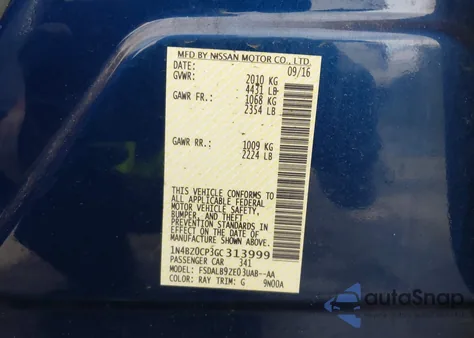 MFD BY NISSAN MOTOR CO., LTD.
DATE: 09/16
GVWR: 2010 KG
4431 LB
GAWR FR.: 1068 KG
2354 LB
GAWR RR.: 1009 KG
2224 LB
THIS VEHICLE CONFORMS TO
ALL APPLICABLE FEDERAL
MOTOR VEHICLE SAFETY,
BUMPER, AND THEFT
PREVENTION STANDARDS IN
EFFECT ON THE DATE OF
MANUFACTURE SHOWN ABOVE.
1N4BZ0CP3GC313999
PASSENGER CAR 341
MODEL: FSDALB9ZE03UAB--AA
COLOR: RAY TRIM: G 9N00A
autoSnap